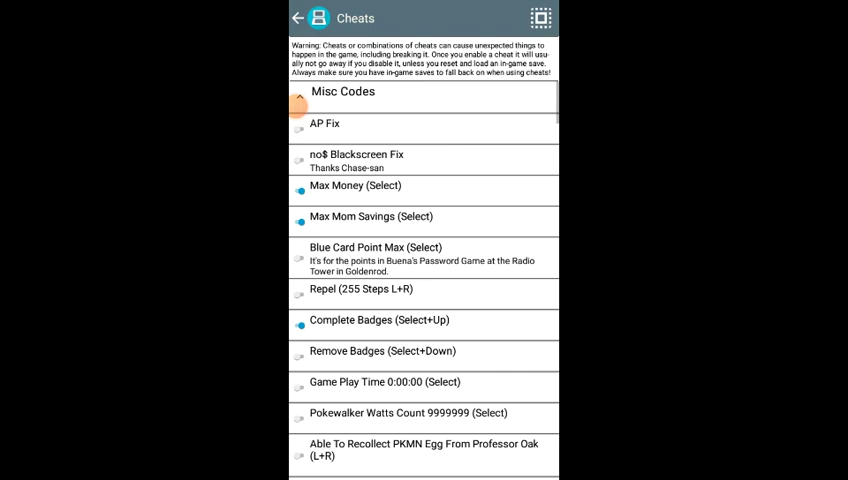 Cheats
Warning: Cheats or combinations of cheats can cause unexpected things to
happen in the game, including breaking it. Once you enable a cheat it will usu-
ally not go away if you disable it, unless you reset and load an in-game save.
Always make sure you have in-game saves to fall back on when using cheats!
Misc Codes
AP Fix
no$ Blackscreen Fix
Thanks Chase-san
Max Money (Select)
Max Mom Savings (Select)
Blue Card Point Max (Select)
It's for the points in Buena's Password Game at the Radio
Tower in Goldenrod.
Repel (255 Steps L+R)
Complete Badges (Select+Up)
Remove Badges (Select+Down)
Game Play Time 0:00:00 (Select)
Pokewalker Watts Count 9999999 (Select)
Able To Recollect PKMN Egg From Professor Oak
(L+R)